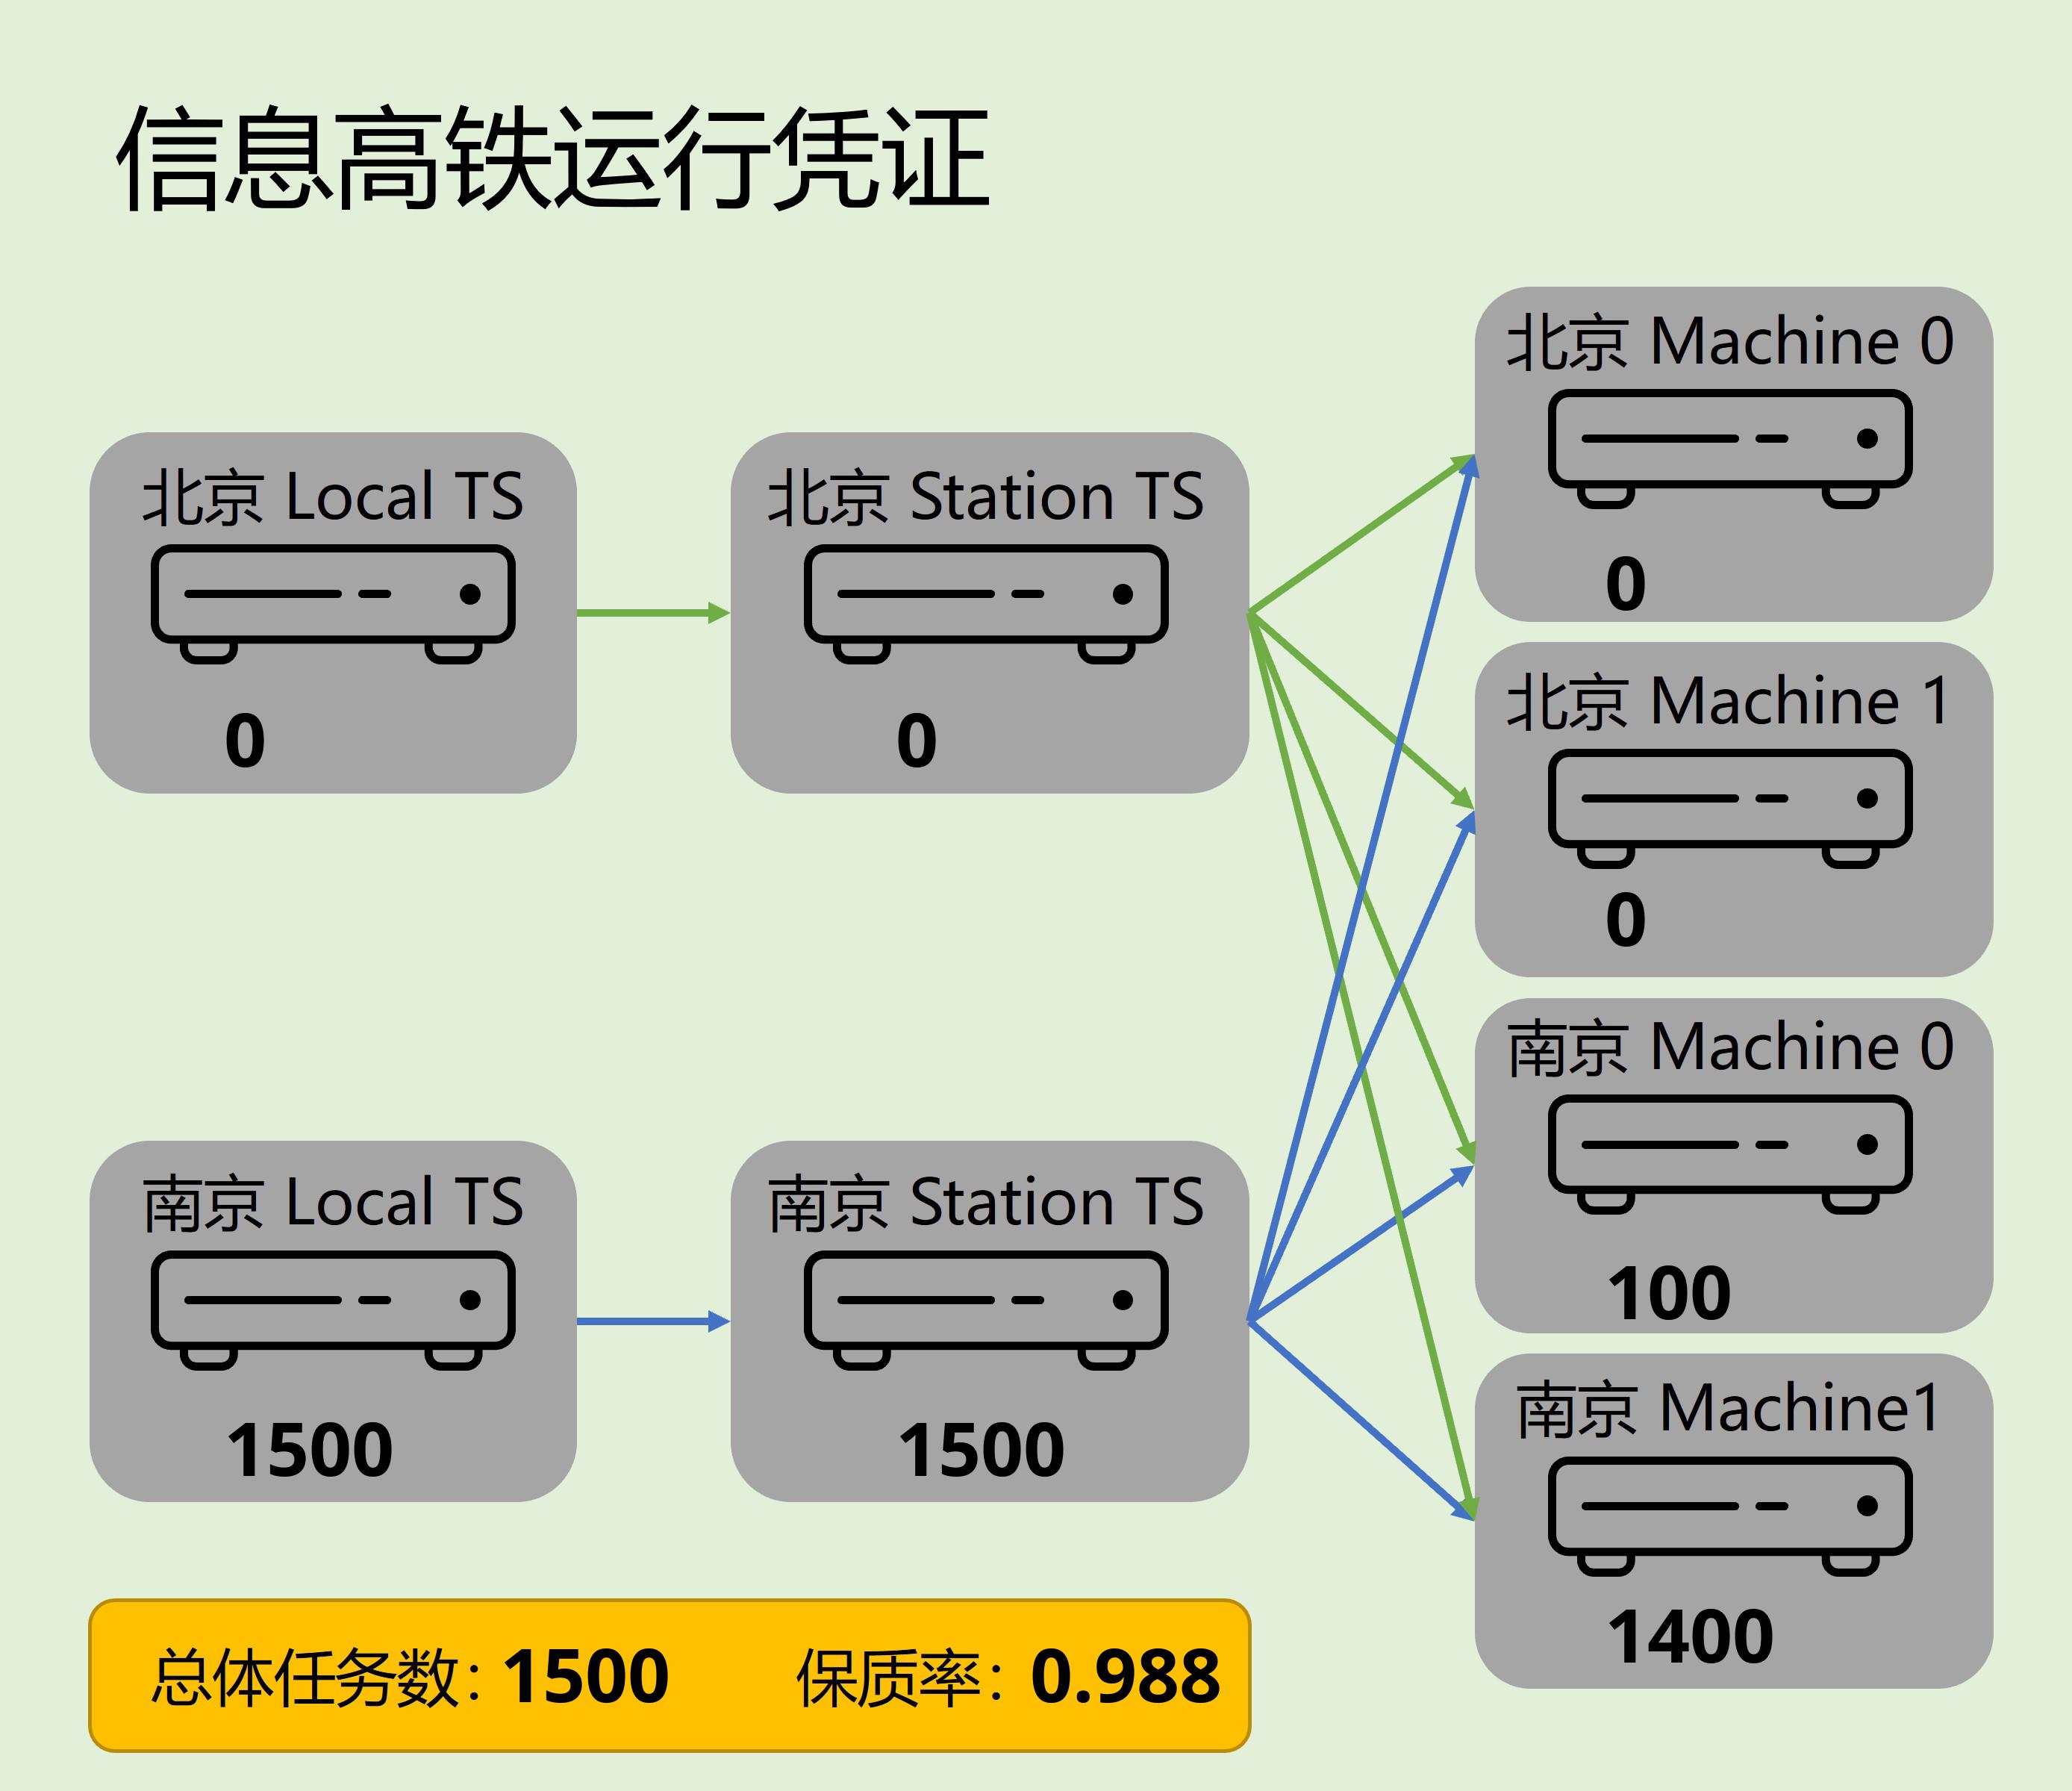 信息高铁运行凭证
北京 Local TS
0
北京 Station TS
0
北京 Machine 0
0
北京 Machine 1
0
南京 Machine 0
100
南京 Machine1
1400
南京 Local TS
1500
南京 Station TS
1500
总体任务数：1500 保质率：0.988